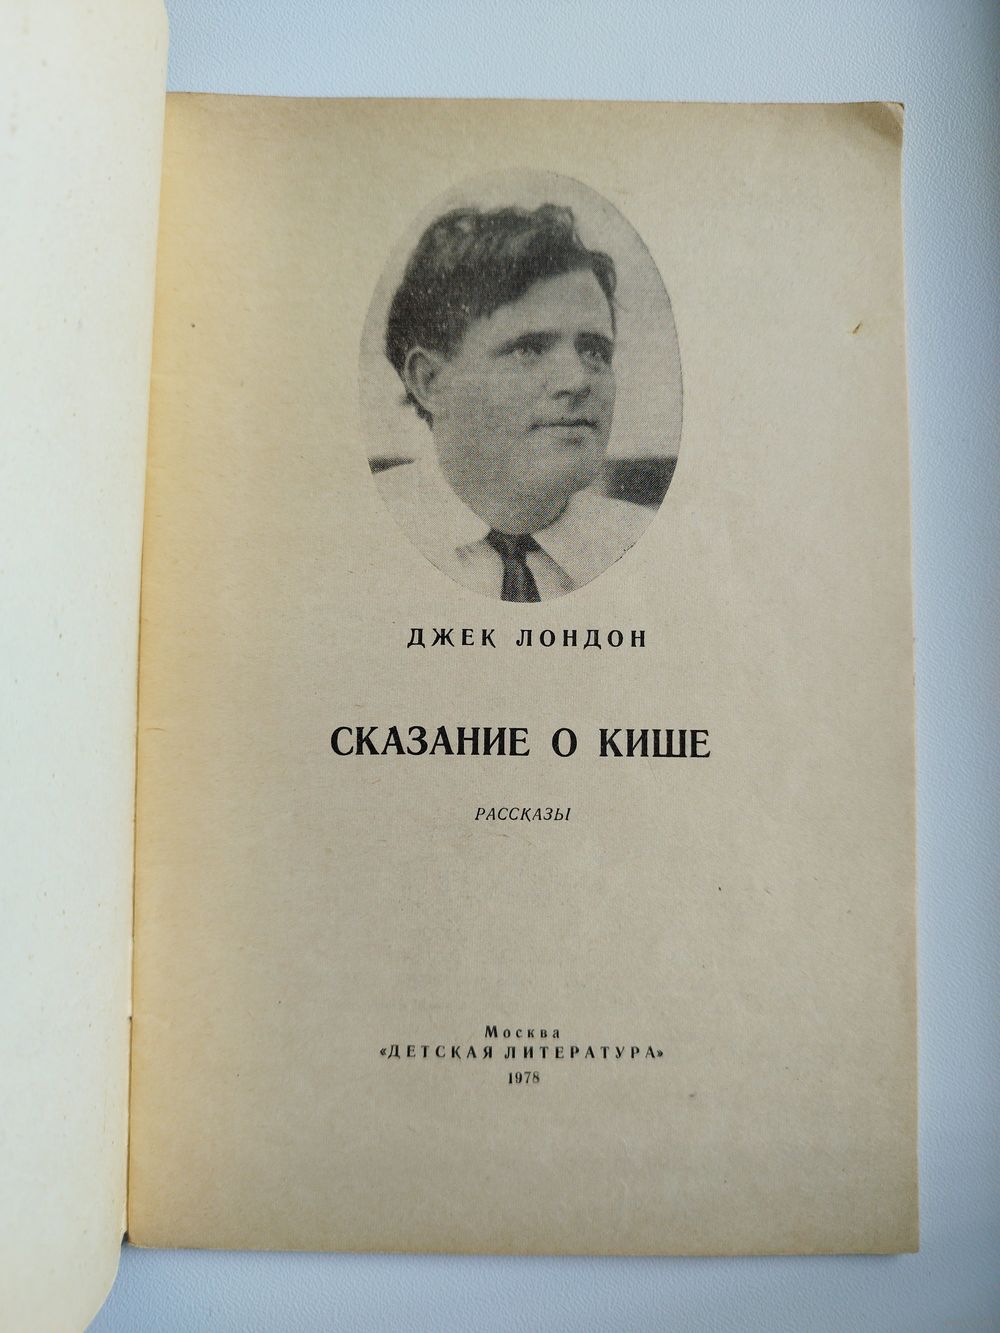 ДЖЕК ЛОНДОН
СКАЗАНИЕ О КИШЕ
РАССКАЗЫ
Москва
«ДЕТСКАЯ ЛИТЕРАТУРА»
1978